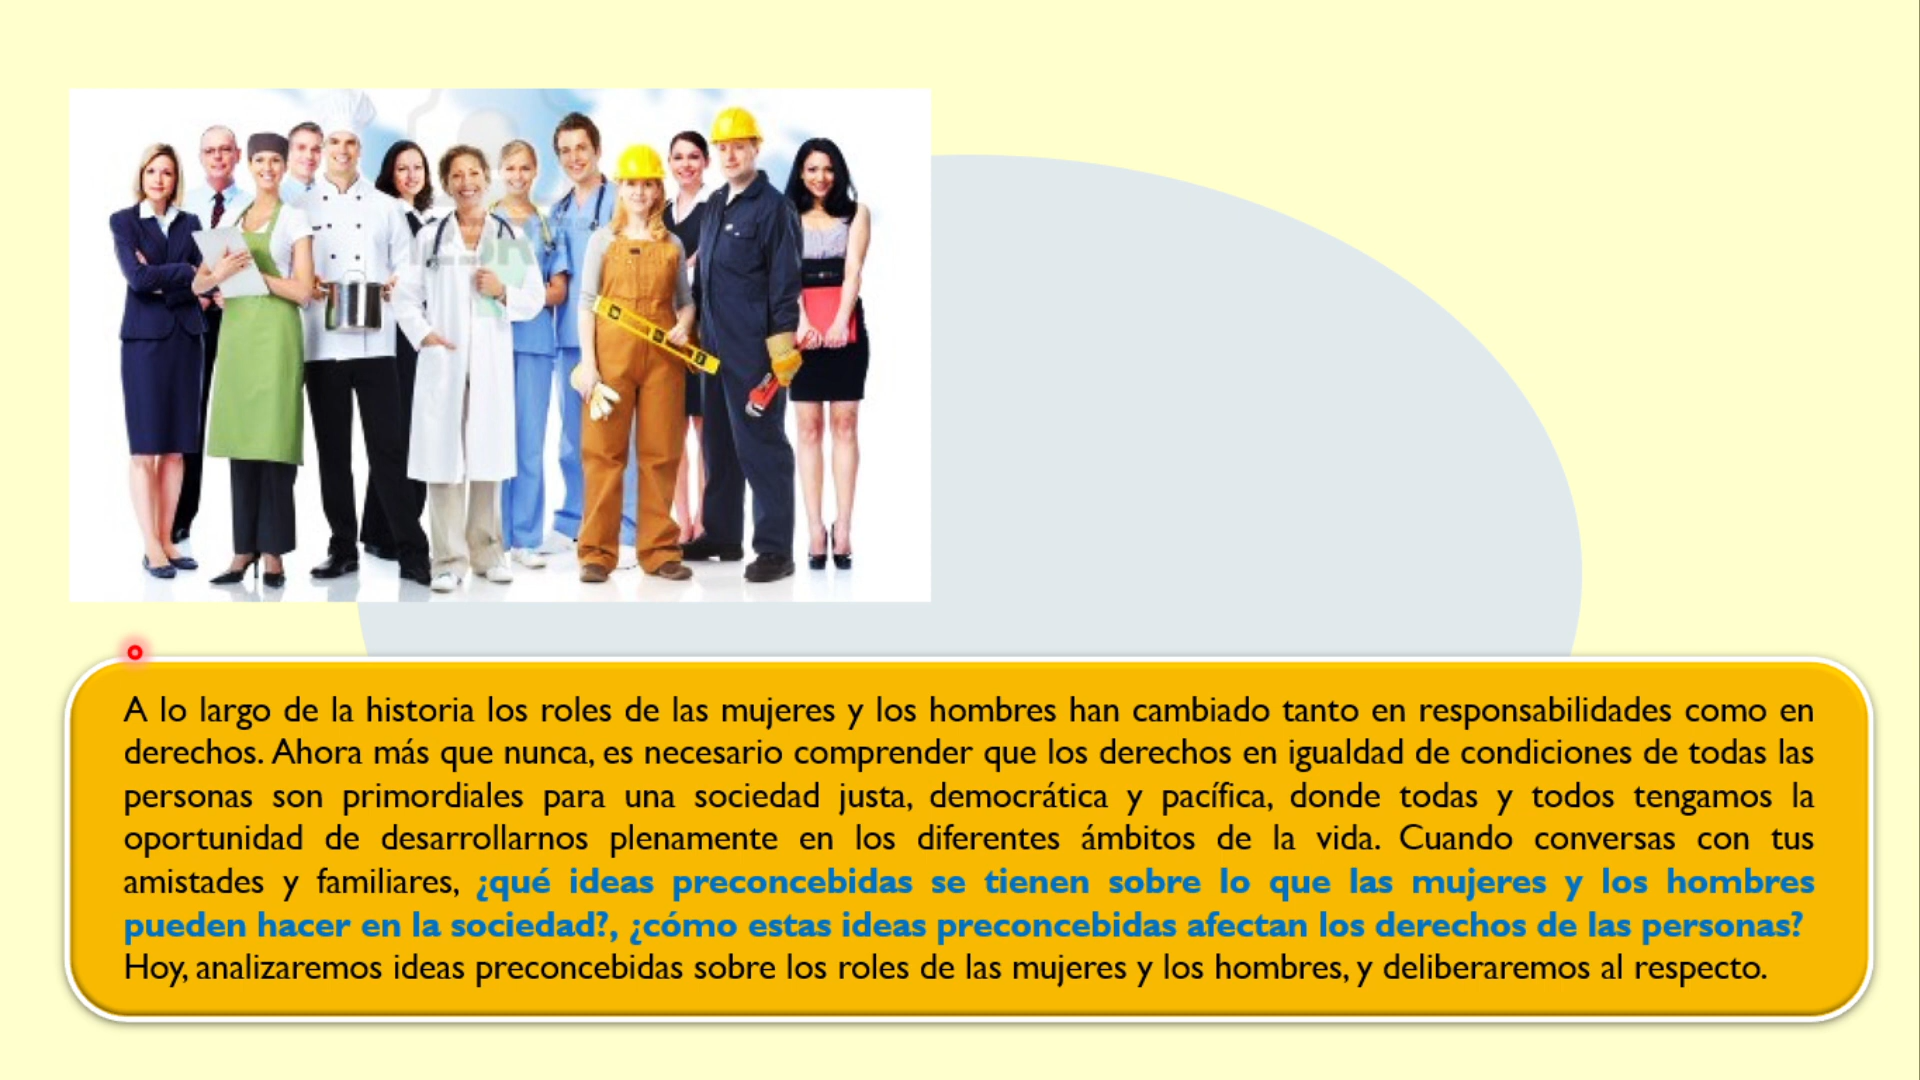 A lo largo de la historia los roles de las mujeres y los hombres han cambiado tanto en responsabilidades como en
derechos. Ahora más que nunca, es necesario comprender que los derechos en igualdad de condiciones de todas las
personas son primordiales para una sociedad justa, democrática y pacífica, donde todas y todos tengamos la
oportunidad de desarrollarnos plenamente en los diferentes ámbitos de la vida. Cuando conversas con tus
amistades y familiares, ¿qué ideas preconcebidas se tienen sobre lo que las mujeres y los hombres
pueden hacer en la sociedad?, ¿cómo estas ideas preconcebidas afectan los derechos de las personas?
Hoy, analizaremos ideas preconcebidas sobre los roles de las mujeres y los hombres, y deliberaremos al respecto.